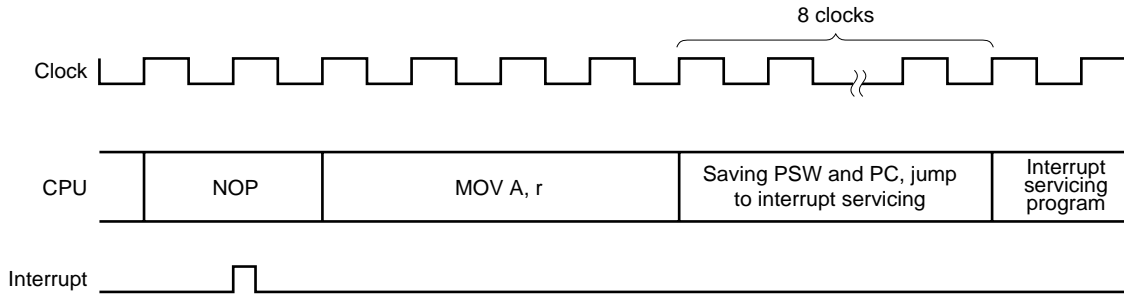 8 clocks
Clock
CPU
NOP
MOV A, r
Saving PSW and PC, jump
to interrupt servicing
Interrupt
servicing
program
Interrupt